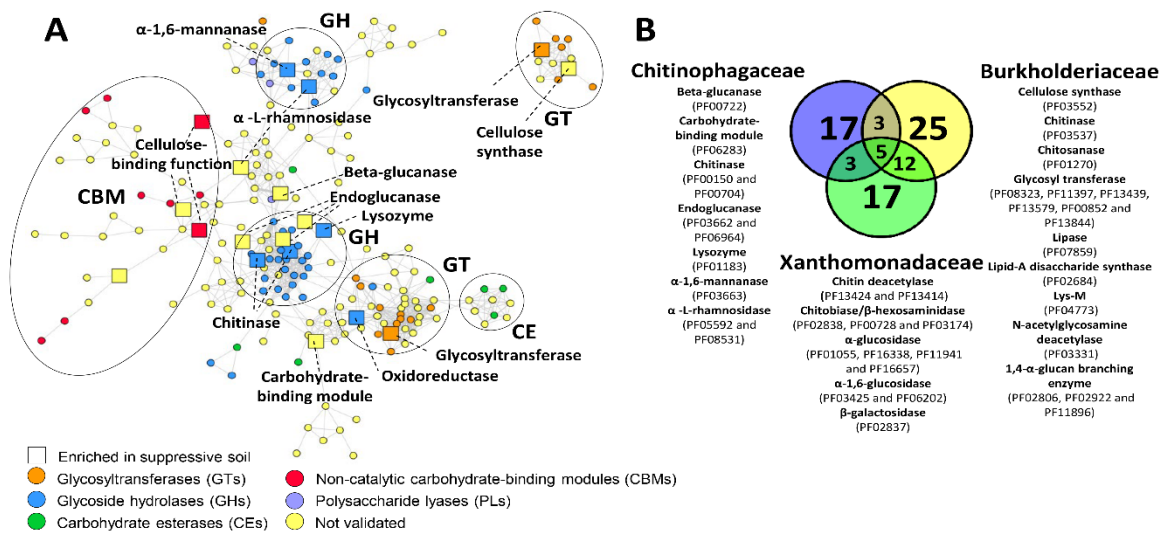 A
α-1,6-mannanase
GH
Glycosyltransferase
GT
Cellulose
synthase
α -L-rhamnosidase
Cellulose-
binding function
CBM
Beta-glucanase
Endoglucanase
Lysozyme
GH
GT
CE
Chitinase
Glycosyltransferase
Oxidoreductase
Carbohydrate-
binding module
Enriched in suppressive soil
Glycosyltransferases (GTs)
Glycoside hydrolases (GHs)
Carbohydrate esterases (CEs)
Non-catalytic carbohydrate-binding modules (CBMs)
Polysaccharide lyases (PLs)
Not validated
B
Chitinophagaceae
Beta-glucanase
(PF00722)
Carbohydrate-
binding module
(PF06283)
Chitinase
(PF00150 and
PF00704)
Endoglucanase
(PF03662 and
PF06964)
Lysozyme
(PF01183)
α-1,6-mannanase
(PF03663)
α -L-rhamnosidase
(PF05592 and
PF08531)
17
3
25
3
5
12
17
Xanthomonadaceae
Chitin deacetylase
(PF13424 and PF13414)
Chitobiase/β-hexosaminidase
(PF02838, PF00728 and PF03174)
α-glucosidase
(PF01055, PF16338, PF11941
and PF16657)
α-1,6-glucosidase
(PF03425 and PF06202)
β-galactosidase
(PF02837)
Burkholderiaceae
Cellulose synthase
(PF03552)
Chitinase
(PF03537)
Chitosanase
(PF01270)
Glycosyl transferase
(PF08323, PF11397, PF13439,
PF13579, PF00852 and
PF13844)
Lipase
(PF07859)
Lipid-A disaccharide synthase
(PF02684)
Lys-M
(PF04773)
N-acetylglycosamine
deacetylase
(PF03331)
1,4-α-glucan branching
enzyme
(PF02806, PF02922 and
PF11896)